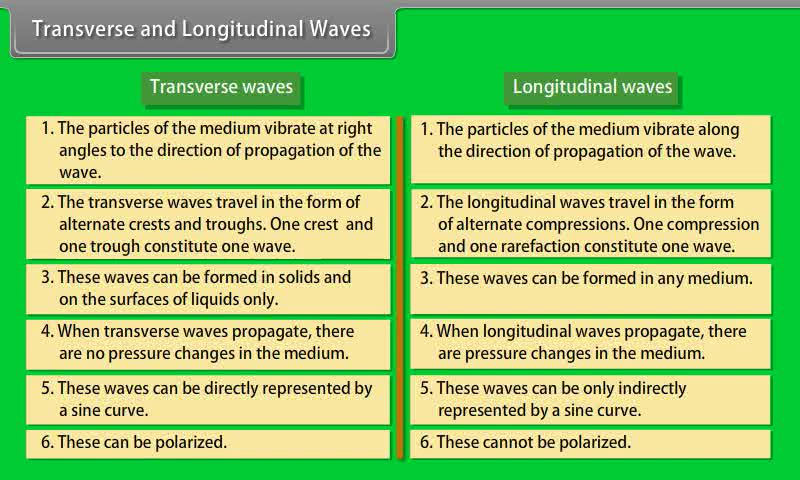 Transverse and Longitudinal Waves
Transverse waves
1. The particles of the medium vibrate at right
angles to the direction of propagation of the
wave.
2. The transverse waves travel in the form of
alternate crests and troughs. One crest and
one trough constitute one wave.
3. These waves can be formed in solids and
on the surfaces of liquids only.
4. When transverse waves propagate, there
are no pressure changes in the medium.
5. These waves can be directly represented by
a sine curve.
6. These can be polarized.
Longitudinal waves
1. The particles of the medium vibrate along
the direction of propagation of the wave.
2. The longitudinal waves travel in the form
of alternate compressions. One compression
and one rarefaction constitute one wave.
3. These waves can be formed in any medium.
4. When longitudinal waves propagate, there
are pressure changes in the medium.
5. These waves can be only indirectly
represented by a sine curve.
6. These cannot be polarized.